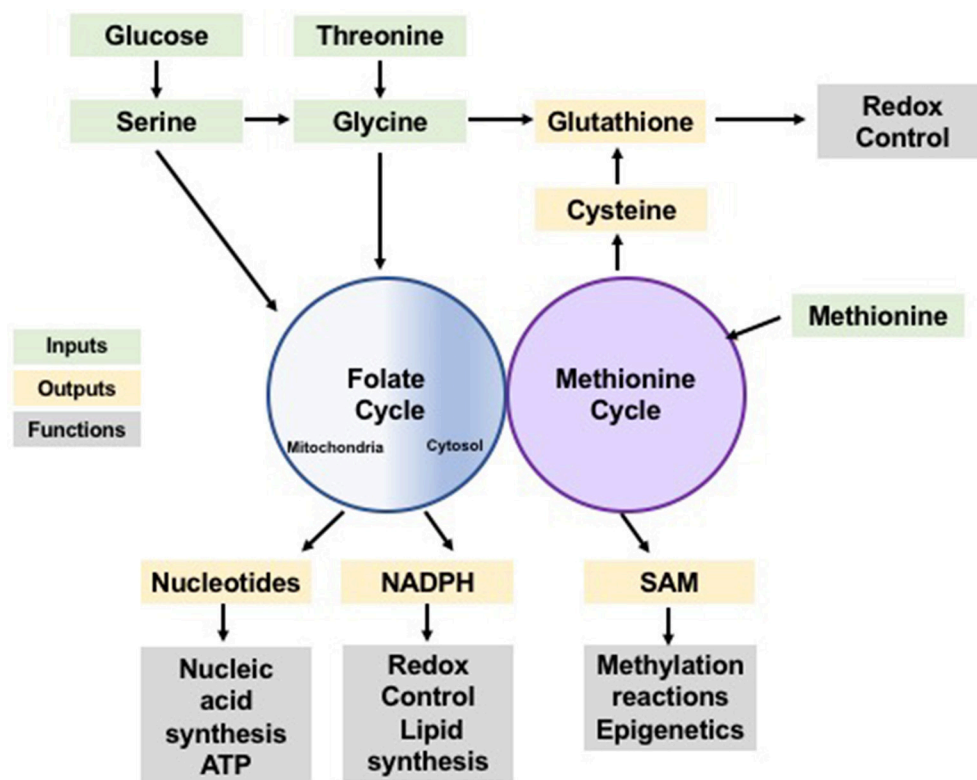 Glucose
Threonine
Serine
Glycine
Glutathione
Redox
Control
Cysteine
Methionine
Inputs
Outputs
Functions
Folate
Cycle
Mitochondria
Cytosol
Methionine
Cycle
Nucleotides
NADPH
SAM
Nucleic
acid
synthesis
ATP
Redox
Control
Lipid
synthesis
Methylation
reactions
Epigenetics